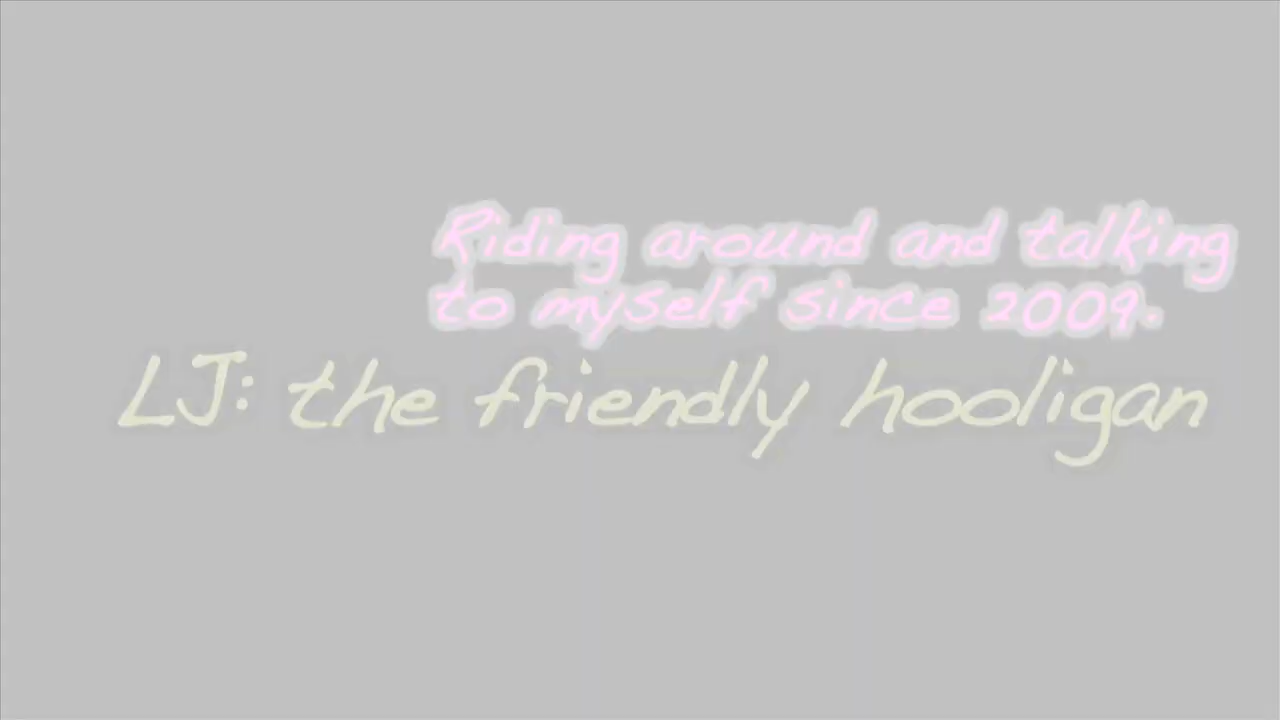 Riding around and talking
to myself since 2009.
LJ: the friendly hooligan